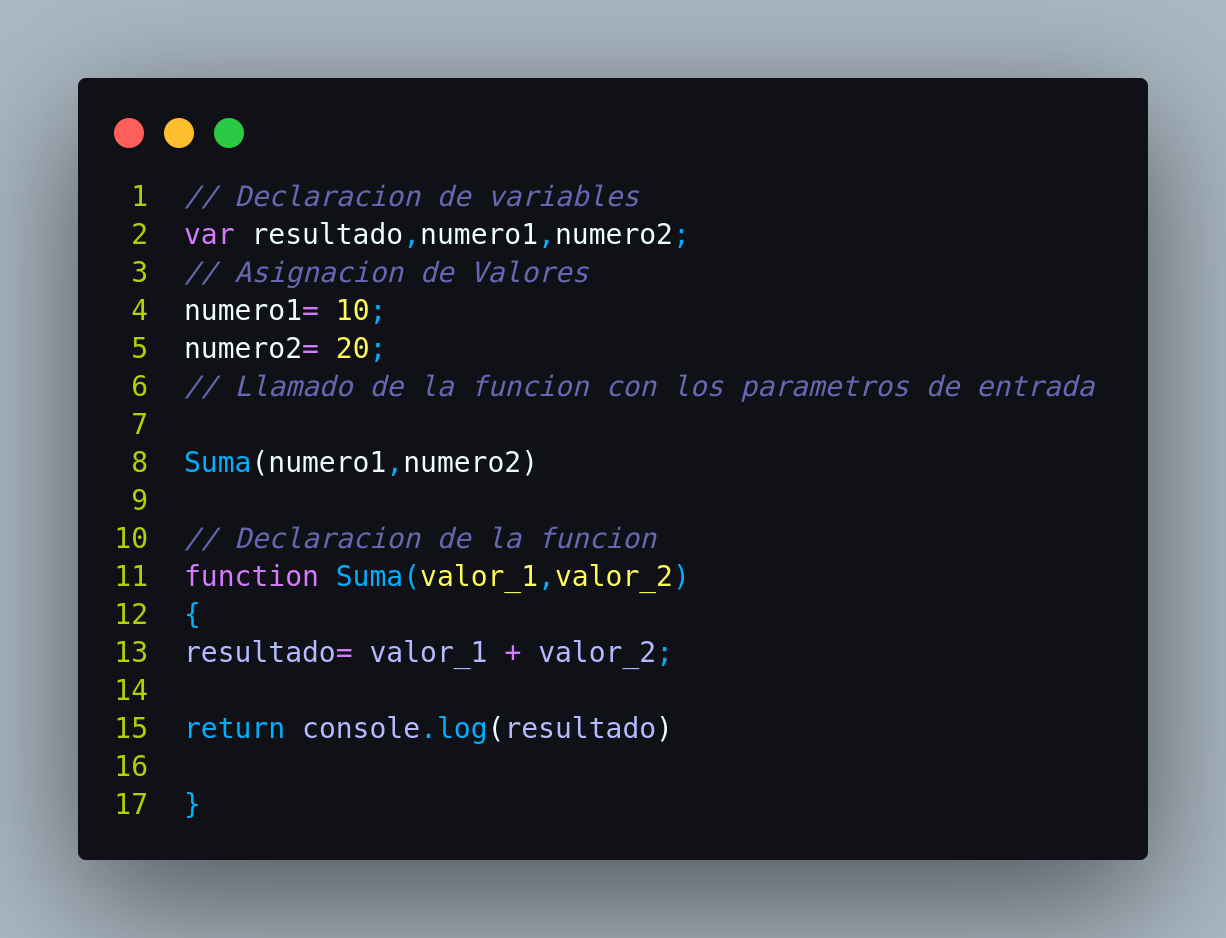 1 // Declaracion de variables
2 var resultado,numero1,numero2;
3 // Asignacion de Valores
4 numero1= 10;
5 numero2= 20;
6 // Llamado de la funcion con los parametros de entrada
7
8 Suma(numero1,numero2)
9
10 // Declaracion de la funcion
11 function Suma(valor_1,valor_2)
12 {
13 resultado= valor_1 + valor_2;
14
15 return console.log(resultado)
16
17 }